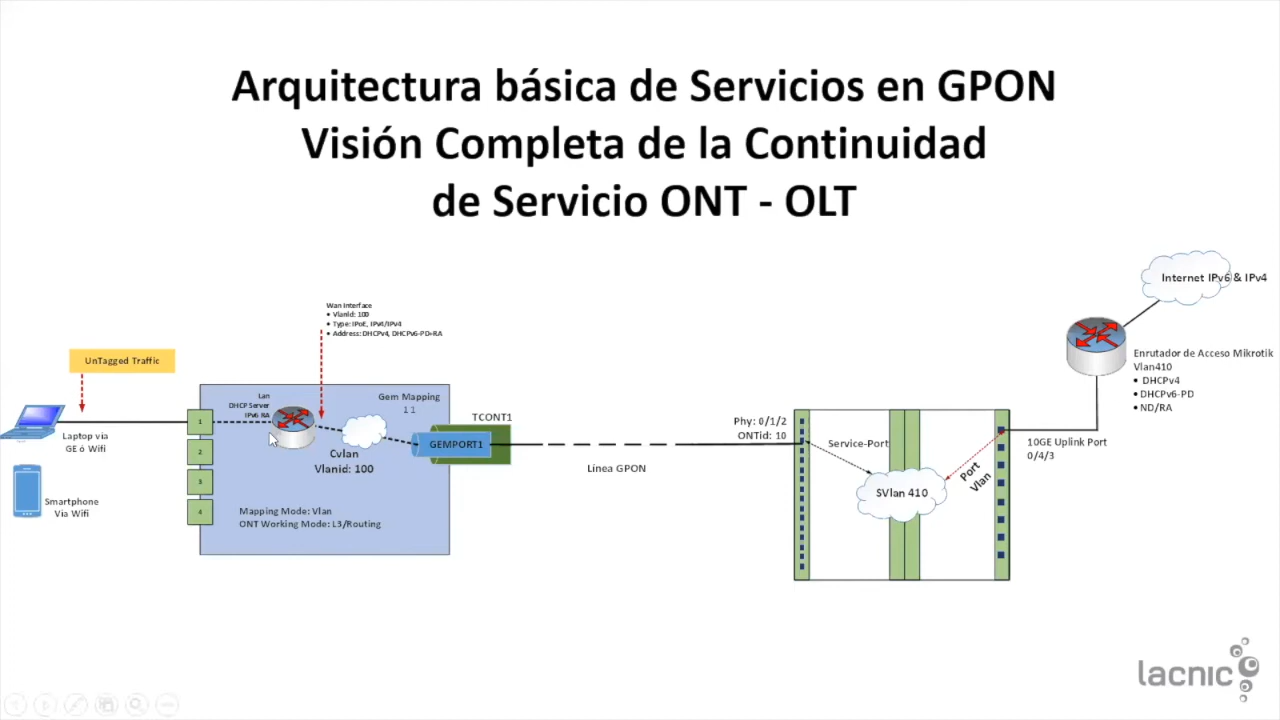 Arquitectura básica de Servicios en GPON
Visión Completa de la Continuidad
de Servicio ONT - OLT
Internet IPv6 & IPv4
Wan Interface
• VlanId: 100
• Type: IPoE, IPv4/IPv4
• Address: DHCPv4, DHCPv6-PD+RA
UnTagged Traffic
Enrutador de Acceso Mikrotik
Vlan410
• DHCPv4
• DHCPv6-PD
• ND/RA
Lan
DHCP Server
IPv6 RA
Gem Mapping
1 1
TCONT1
GEMPORT1
Laptop via
GE ó Wifi
1
2
3
4
Cvlan
Vlanid: 100
Línea GPON
Phy: 0/1/2
ONTid: 10
Service-Port
SVlan 410
Port
Vlan
10GE Uplink Port
0/4/3
Smartphone
Via Wifi
Mapping Mode: Vlan
ONT Working Mode: L3/Routing
lacnic